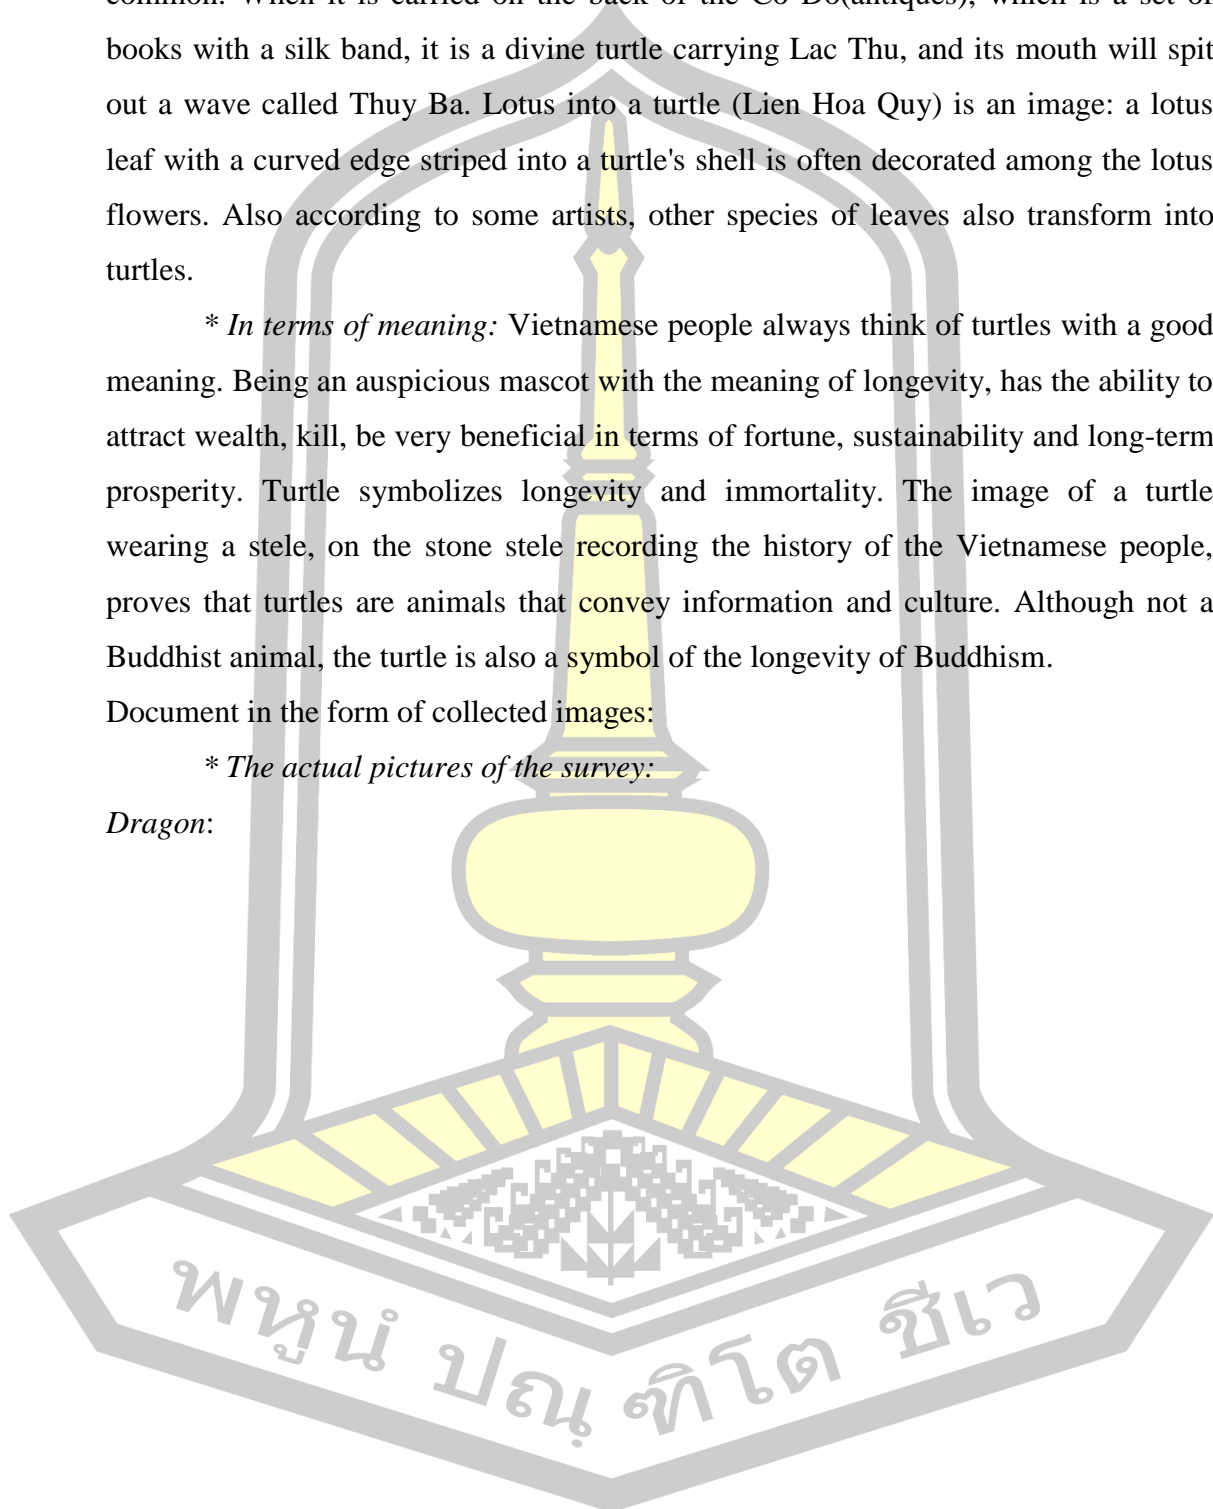 common. When it is carried on the back of the Co Do(antiques), which is a set of
books with a silk band, it is a divine turtle carrying Lac Thu, and its mouth will spit
out a wave called Thuy Ba. Lotus into a turtle (Lien Hoa Quy) is an image: a lotus
leaf with a curved edge striped into a turtle's shell is often decorated among the lotus
flowers. Also according to some artists, other species of leaves also transform into
turtles.
* In terms of meaning: Vietnamese people always think of turtles with a good
meaning. Being an auspicious mascot with the meaning of longevity, has the ability to
attract wealth, kill, be very beneficial in terms of fortune, sustainability and long-term
prosperity. Turtle symbolizes longevity and immortality. The image of a turtle
wearing a stele, on the stone stele recording the history of the Vietnamese people,
proves that turtles are animals that convey information and culture. Although not a
Buddhist animal, the turtle is also a symbol of the longevity of Buddhism.
Document in the form of collected images:
* The actual pictures of the survey:
Dragon:
พหูนํ ปณฺฑิโต ชีเว